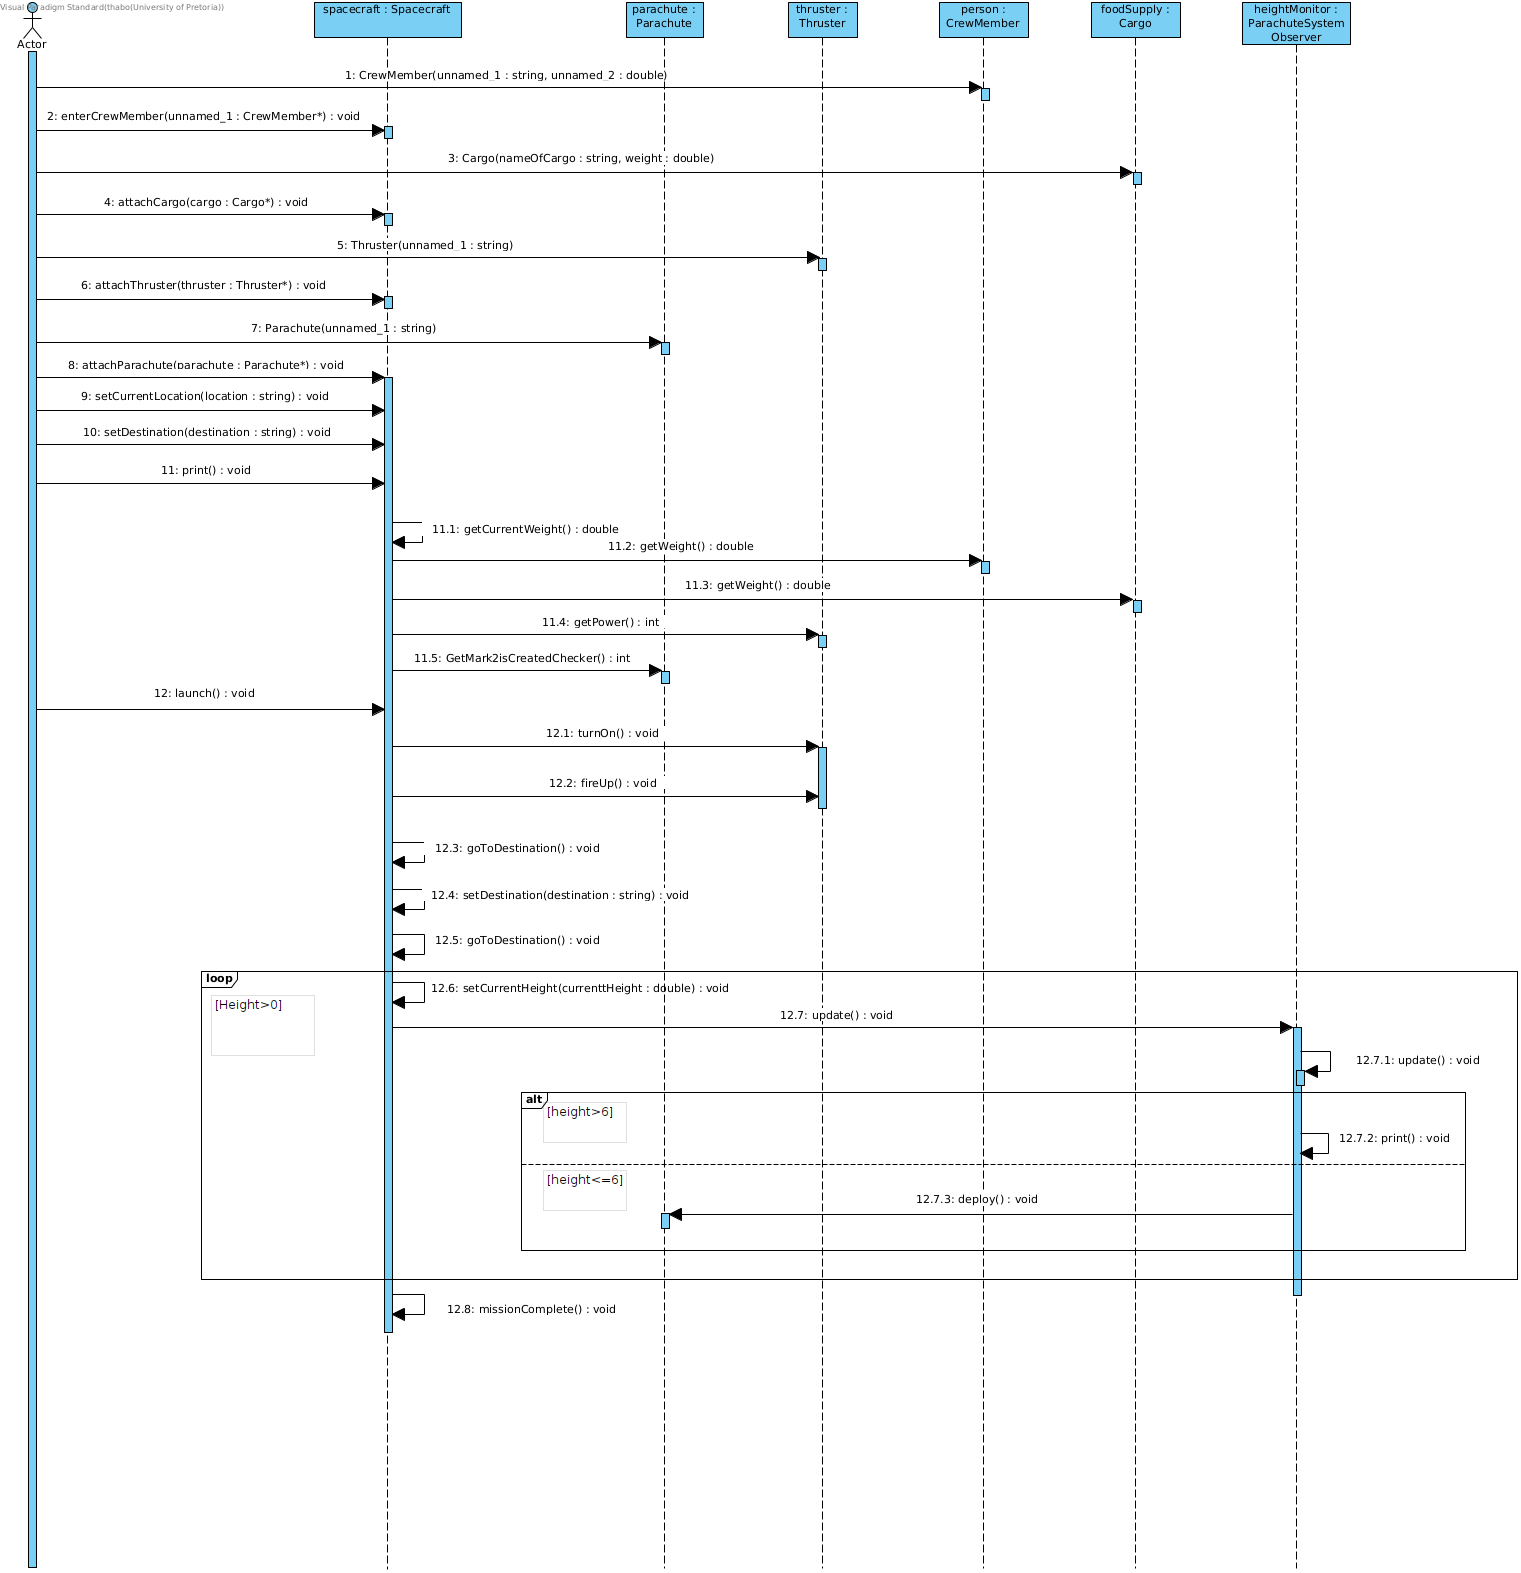 Visual Paradigm Standard(thabo(University of Pretoria))
Actor
spacecraft : Spacecraft
parachute :
Parachute
thruster :
Thruster
person :
CrewMember
foodSupply :
Cargo
heightMonitor :
ParachuteSystem
Observer
1: CrewMember(unnamed_1 : string, unnamed_2 : double)
2: enterCrewMember(unnamed_1 : CrewMember*) : void
3: Cargo(nameOfCargo : string, weight : double)
4: attachCargo(cargo : Cargo*) : void
5: Thruster(unnamed_1 : string)
6: attachThruster(thruster : Thruster*) : void
7: Parachute(unnamed_1 : string)
8: attachParachute(parachute : Parachute*) : void
9: setCurrentLocation(location : string) : void
10: setDestination(destination : string) : void
11: print() : void
11.1: getCurrentWeight() : double
11.2: getWeight() : double
11.3: getWeight() : double
11.4: getPower() : int
11.5: GetMark2isCreatedChecker() : int
12: launch() : void
12.1: turnOn() : void
12.2: fireUp() : void
12.3: goToDestination() : void
12.4: setDestination(destination : string) : void
12.5: goToDestination() : void
loop
[Height>0]
12.6: setCurrentHeight(currenttHeight : double) : void
12.7: update() : void
12.7.1: update() : void
alt
[height>6]
12.7.2: print() : void
[height<=6]
12.7.3: deploy() : void
12.8: missionComplete() : void